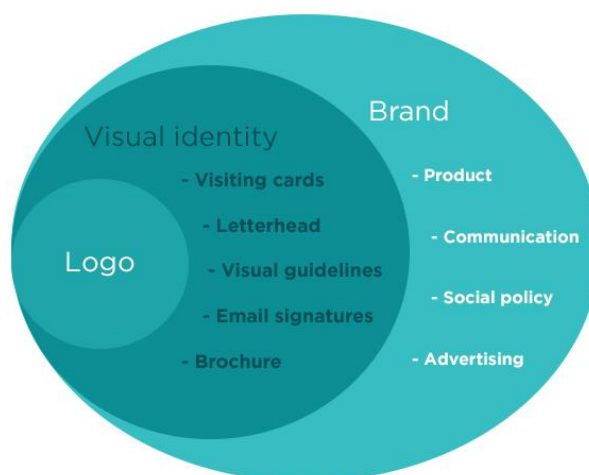 Brand
Visual identity
- Visiting cards
- Letterhead
- Visual guidelines
- Email signatures
- Brochure
Logo
- Product
- Communication
- Social policy
- Advertising